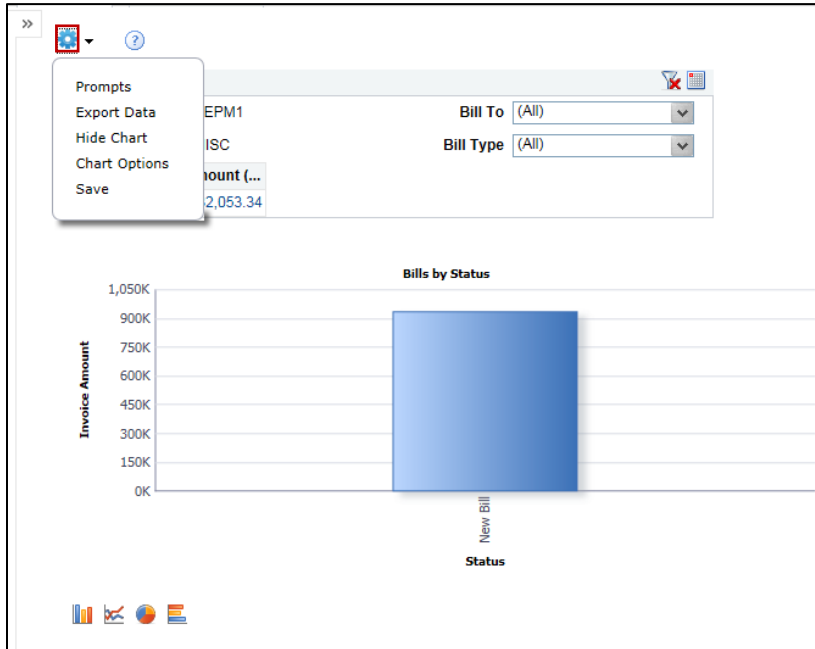 »
?
Prompts
Export Data
Hide Chart
Chart Options
Save
EPM1
Bill To (All)
ISC
Bill Type (All)
nount (...
2,053.34
Bills by Status
1,050K
900K
750K
600K
450K
300K
150K
0K
Invoice Amount
New Bill
Status